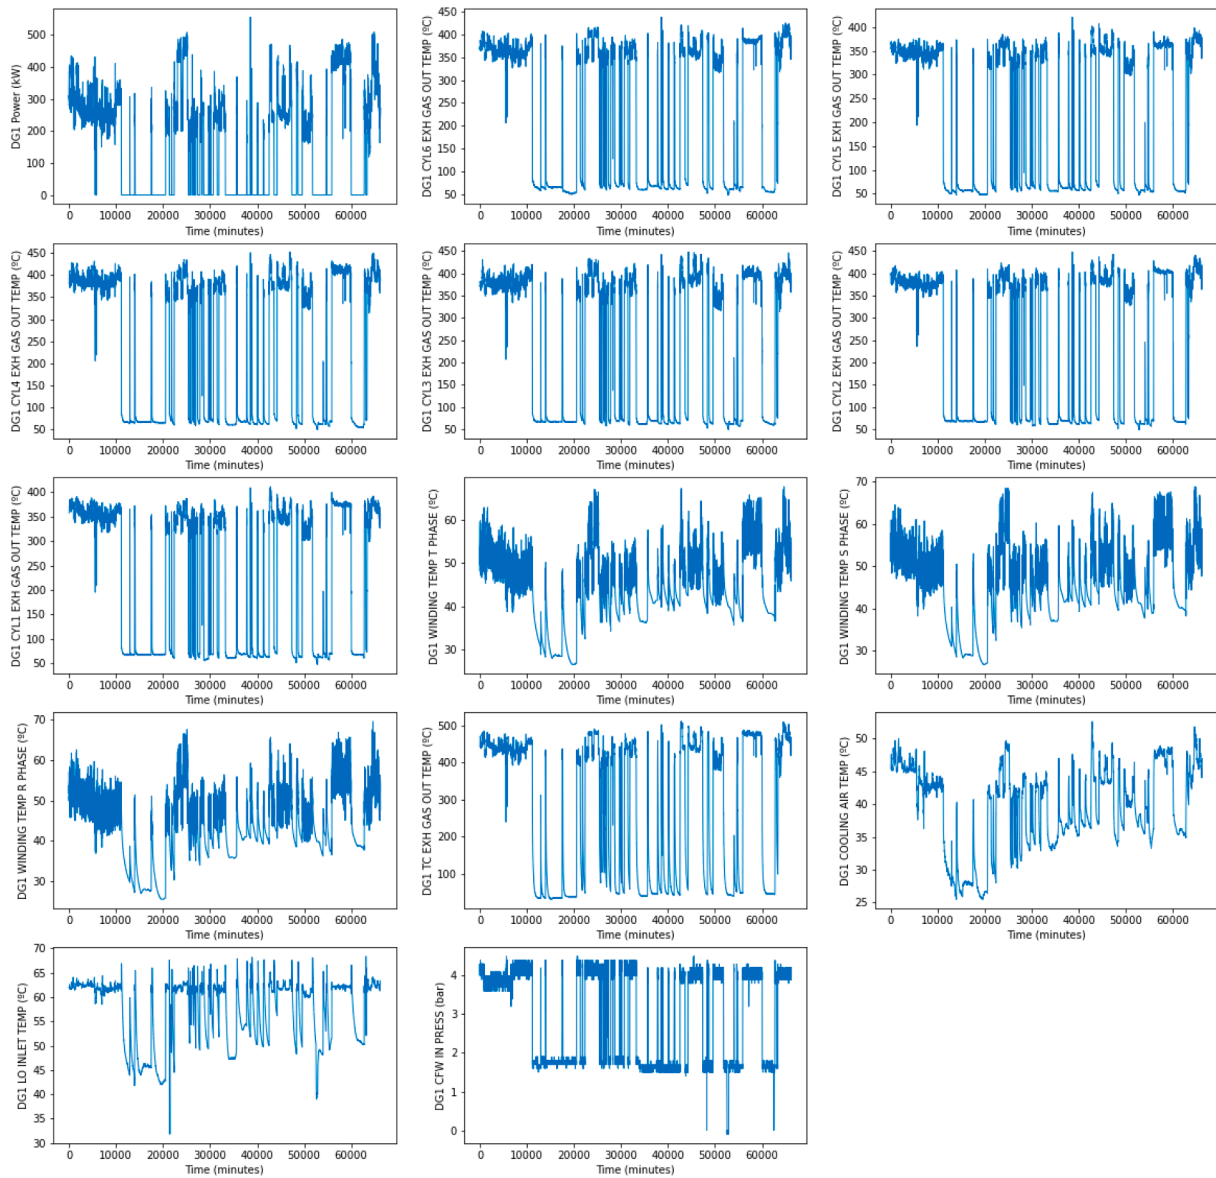 DG1 Power (kW)
500
400
300
200
100
0
0 10000 20000 30000 40000 50000 60000
Time (minutes)
DG1 CYL6 EXH GAS OUT TEMP (ºC)
450
400
350
300
250
200
150
100
50
0 10000 20000 30000 40000 50000 60000
Time (minutes)
DG1 CYL5 EXH GAS OUT TEMP (ºC)
400
350
300
250
200
150
100
50
0 10000 20000 30000 40000 50000 60000
Time (minutes)
DG1 CYL4 EXH GAS OUT TEMP (ºC)
450
400
350
300
250
200
150
100
50
0 10000 20000 30000 40000 50000 60000
Time (minutes)
DG1 CYL3 EXH GAS OUT TEMP (ºC)
450
400
350
300
250
200
150
100
50
0 10000 20000 30000 40000 50000 60000
Time (minutes)
DG1 CYL2 EXH GAS OUT TEMP (ºC)
450
400
350
300
250
200
150
100
50
0 10000 20000 30000 40000 50000 60000
Time (minutes)
DG1 CYL1 EXH GAS OUT TEMP (ºC)
400
350
300
250
200
150
100
50
0 10000 20000 30000 40000 50000 60000
Time (minutes)
DG1 WINDING TEMP T PHASE (ºC)
60
50
40
30
0 10000 20000 30000 40000 50000 60000
Time (minutes)
DG1 WINDING TEMP S PHASE (ºC)
70
60
50
40
30
0 10000 20000 30000 40000 50000 60000
Time (minutes)
DG1 WINDING TEMP R PHASE (ºC)
70
60
50
40
30
0 10000 20000 30000 40000 50000 60000
Time (minutes)
DG1 TC EXH GAS OUT TEMP (ºC)
500
400
300
200
100
0 10000 20000 30000 40000 50000 60000
Time (minutes)
DG1 COOLING AIR TEMP (ºC)
50
45
40
35
30
25
0 10000 20000 30000 40000 50000 60000
Time (minutes)
DG1 LO INLET TEMP (ºC)
70
65
60
55
50
45
40
35
30
0 10000 20000 30000 40000 50000 60000
Time (minutes)
DG1 CFW IN PRESS (bar)
4
3
2
1
0
0 10000 20000 30000 40000 50000 60000
Time (minutes)